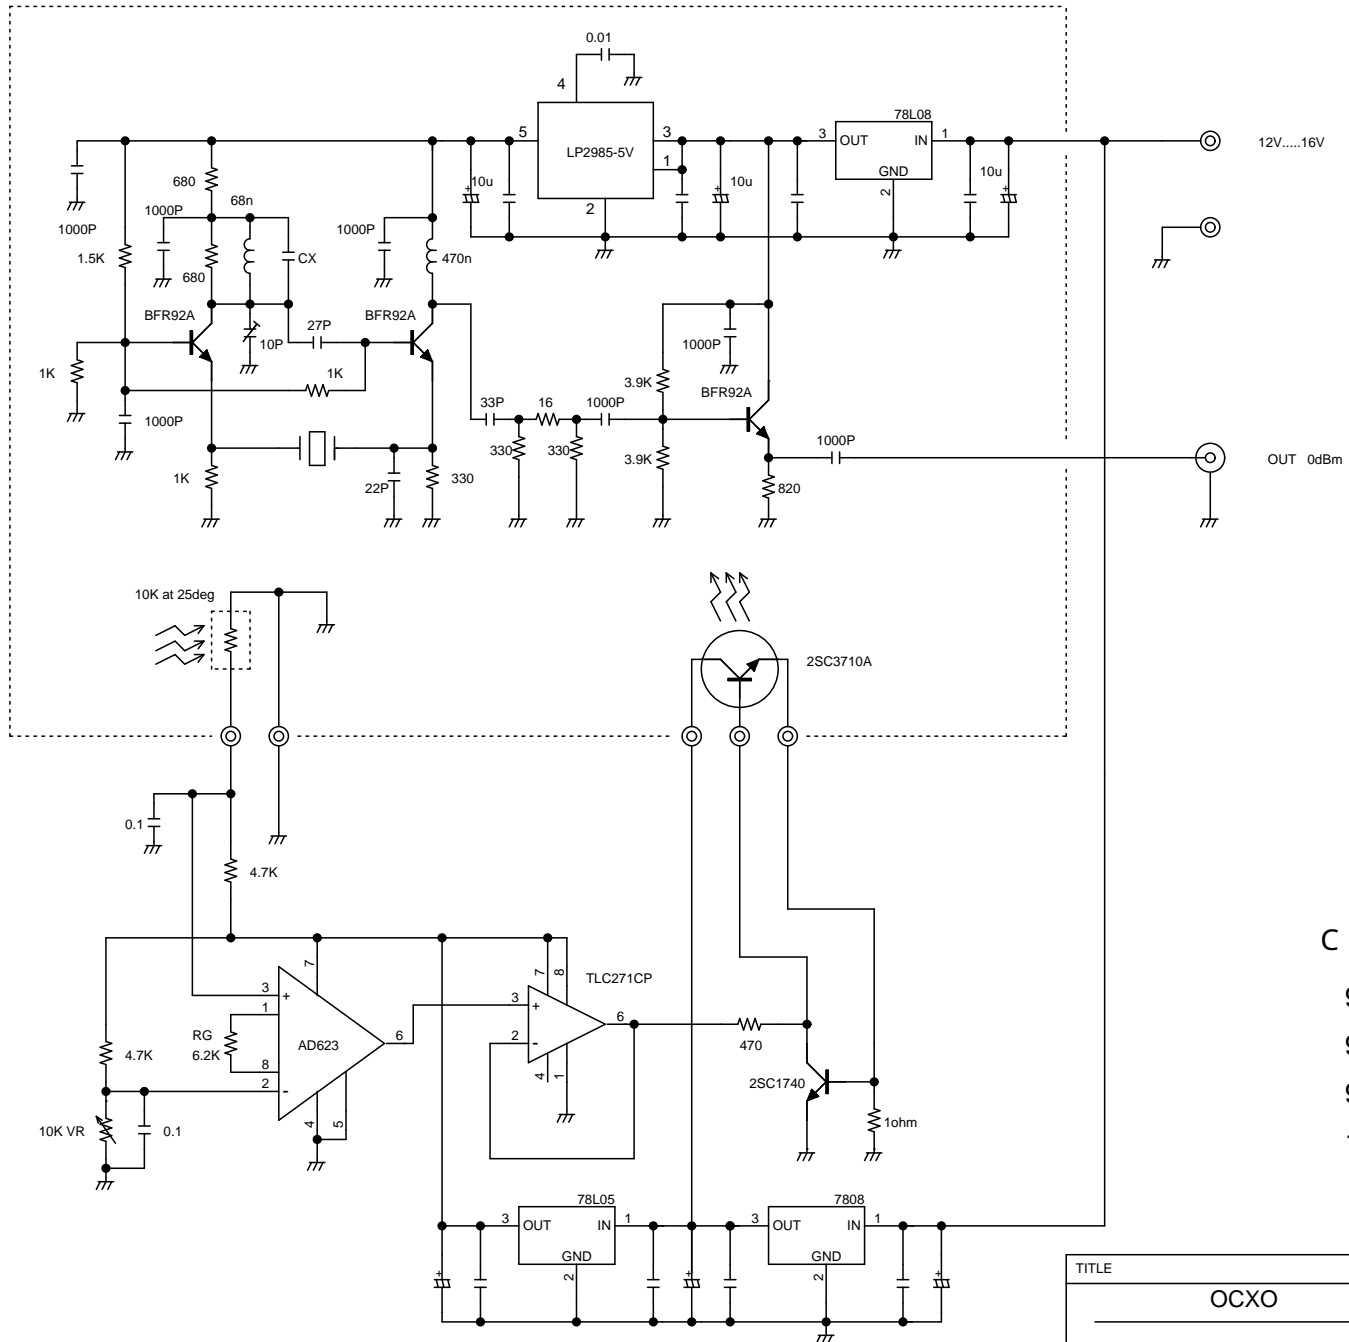 0.01
4
78L08
5
3
3
OUT
IN
1
12V.....16V
LP2985-5V
1
GND
680
68n
10u
10u
10u
2
2
1000P
1000P
1000P
1.5K
CX
470n
680
BFR92A
27P
BFR92A
10P
1000P
1K
1K
3.9K
BFR92A
33P
16
1000P
1000P
1000P
330
330
3.9K
OUT 0dBm
1K
22P
330
820
10K at 25deg
2SC3710A
0.1
4.7K
C
7
7
8
TLC271CP
3
+
1
3
+
6
RG
6.2K
AD623
6
2
-
470
4.7K
8
2
-
4
1
2SC1740
10K VR
0.1
4
5
1ohm
78L05
7808
3
OUT
IN
1
3
OUT
IN
1
GND
GND
2
2
TITLE
OCXO